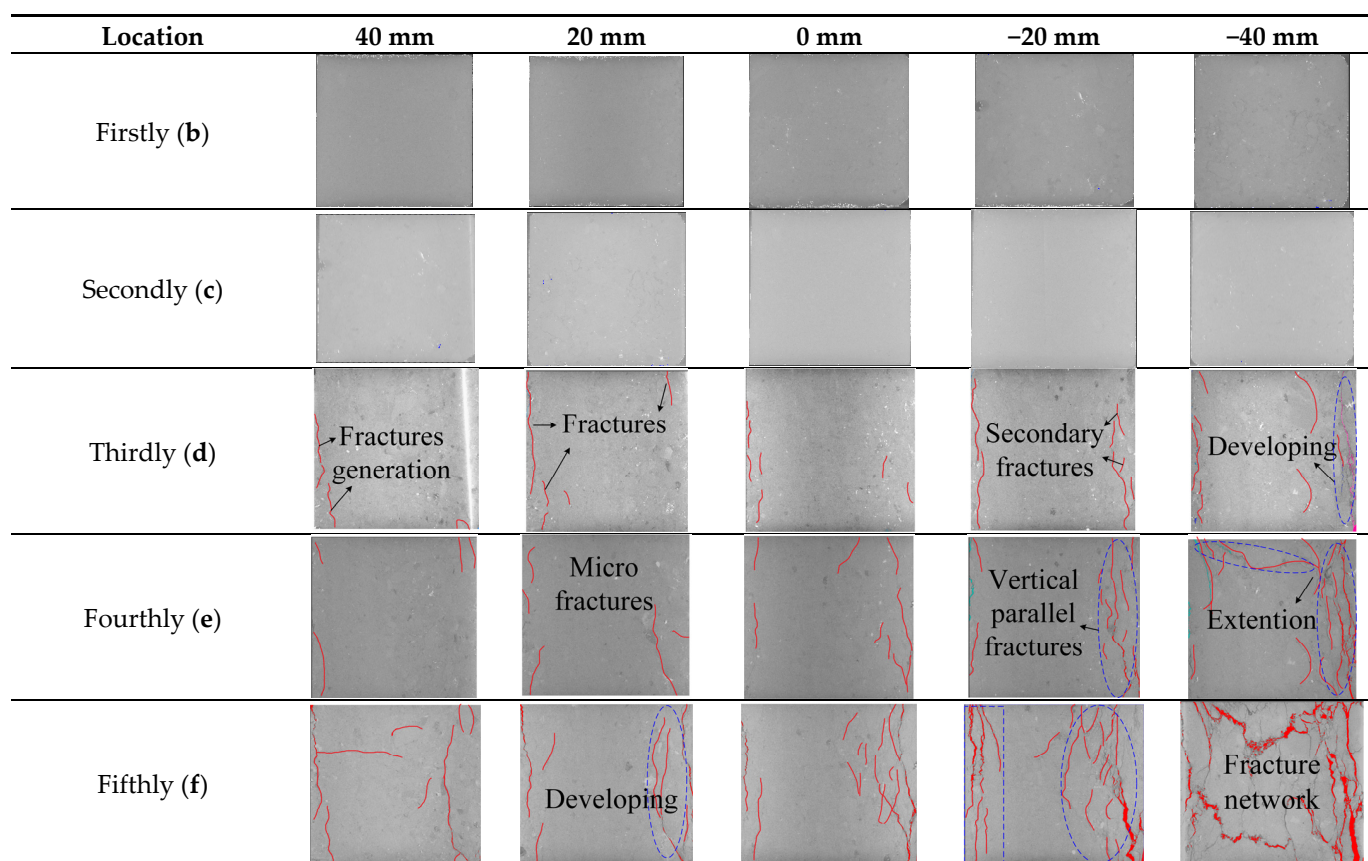 Location 40 mm 20 mm 0 mm −20 mm −40 mm
Firstly (b)
Secondly (c)
Thirdly (d)
Fractures
generation
Fractures
Secondary
fractures
Developing
Fourthly (e)
Micro
fractures
Vertical
parallel
fractures
Extention
Fifthly (f)
Developing
Fracture
network